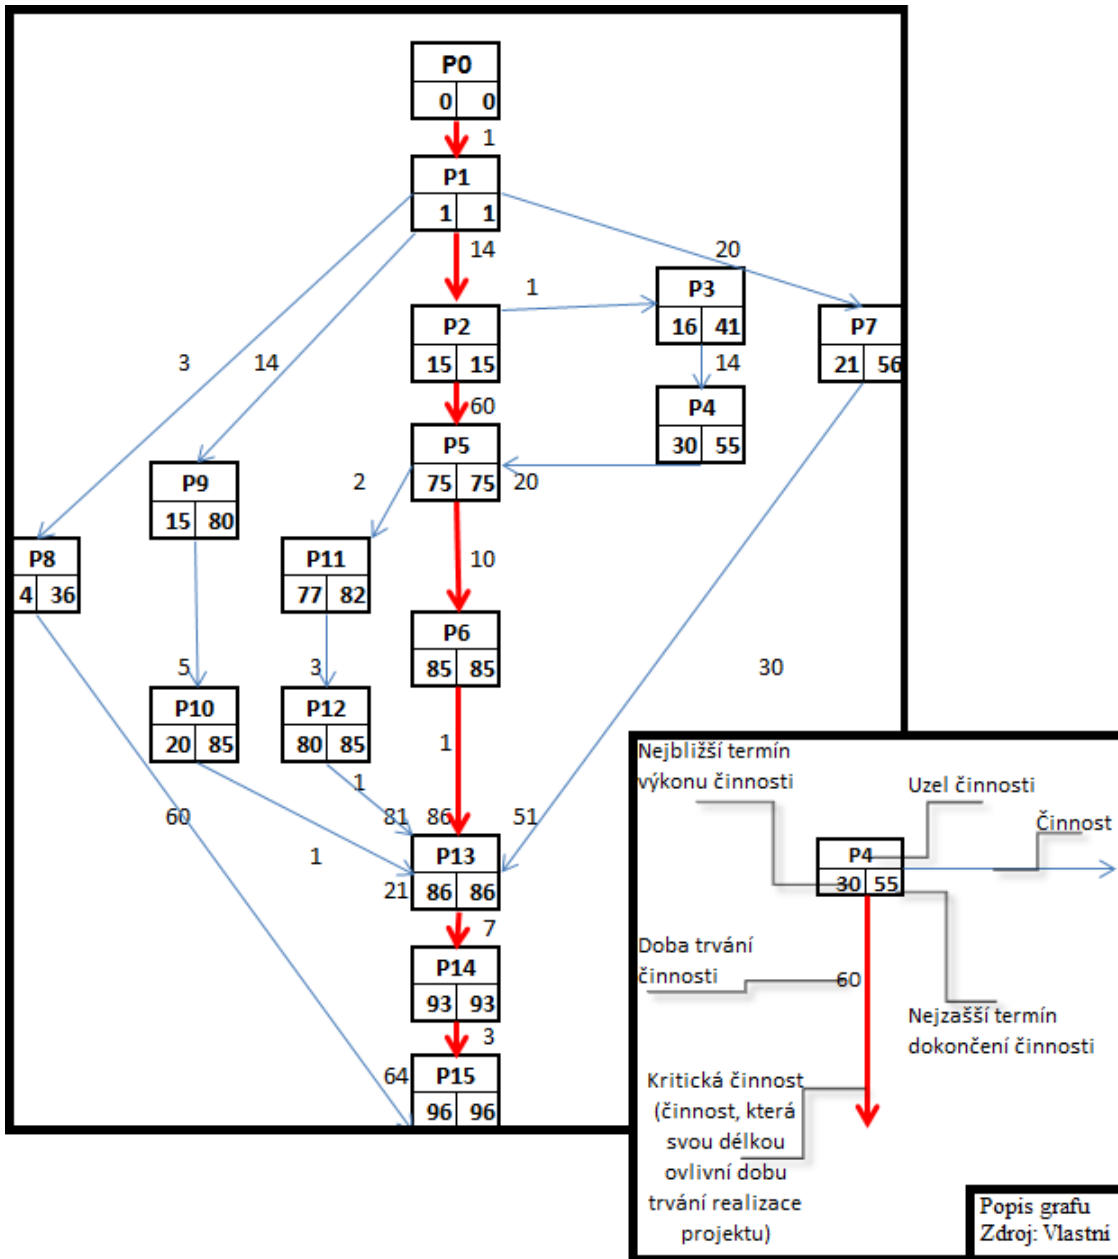 P0
0 0
1
P1
1 1
14
20
1
P3
16 41
P2
15 15
P7
21 56
3
14
14
60
P4
30 55
P5
75 75
20
2
P9
15 80
P8
4 36
P11
77 82
10
P6
85 85
5
3
30
P10
20 85
P12
80 85
1
1
60
81
86
51
1
P13
86 86
21
7
P14
93 93
3
64
P15
96 96
Nejbližší termín
výkonu činnosti
Uzel činnosti
Činnost
P4
30 55
Doba trvání
činnosti
60
Nejzašší termín
dokončení činnosti
Kritická činnost
(činnost, která
svou délkou
ovlivní dobu
trvání realizace
projektu)
Popis grafu
Zdroj: Vlastní